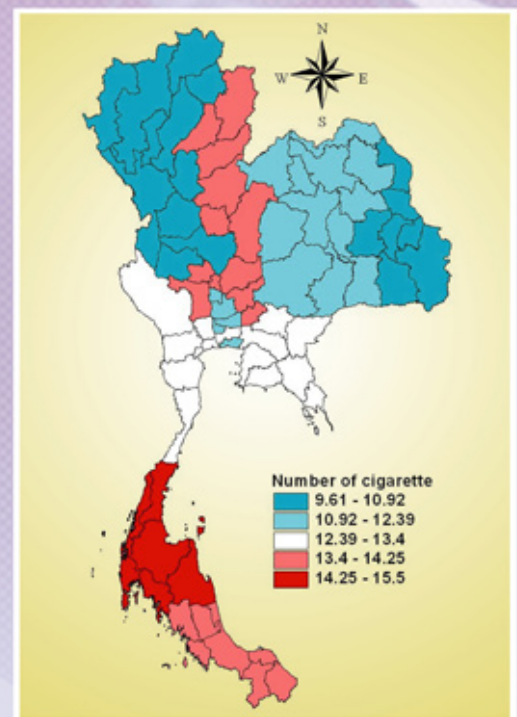 N
W E
S
Number of cigarette
9.61 - 10.92
10.92 - 12.39
12.39 - 13.4
13.4 - 14.25
14.25 - 15.5